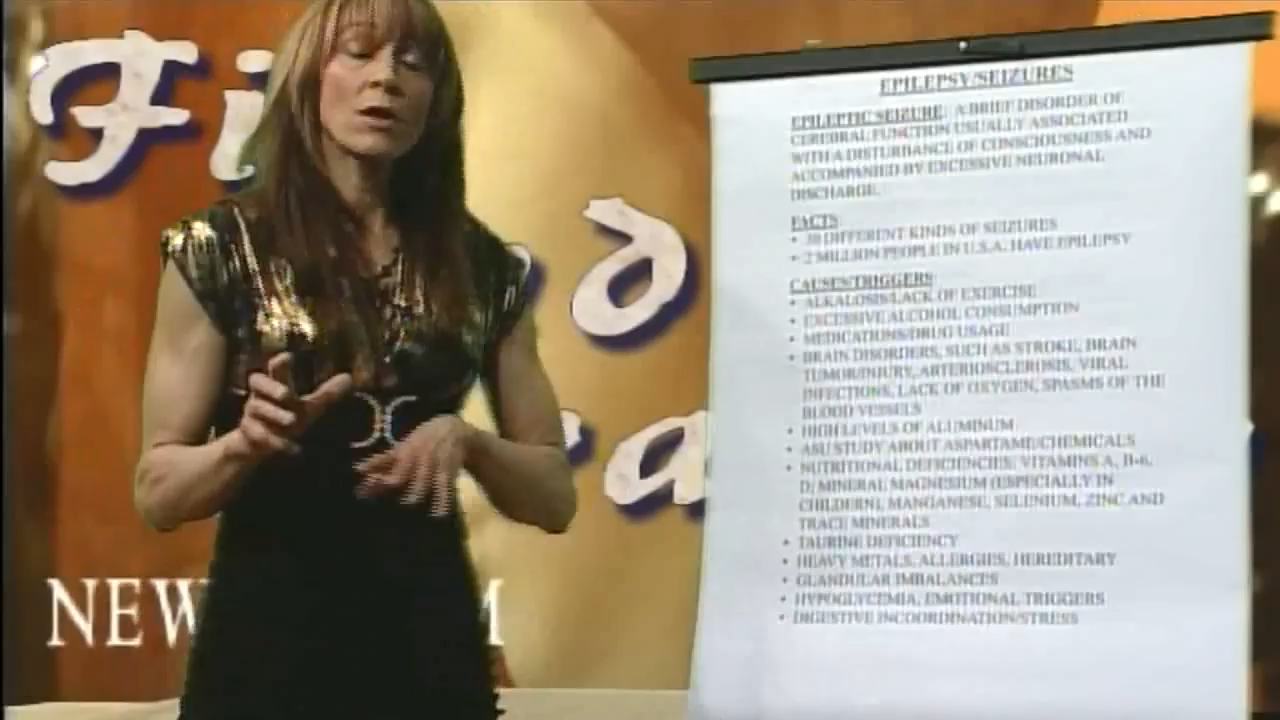 Fi
d
a
NEW
M
EPILEPSY/SEIZURES
EPILEPTIC SEIZURE: A BRIEF DISORDER OF
CEREBRAL FUNCTION USUALLY ASSOCIATED
WITH A DISTURBANCE OF CONSCIOUSNESS AND
ACCOMPANIED BY EXCESSIVE NEURONAL
DISCHARGE.
FACTS:
• DIFFERENT KINDS OF SEIZURES
• 2 MILLION PEOPLE IN U.S.A. HAVE EPILEPSY
CAUSES/TRIGGERS:
• ALKALOSIS/LACK OF EXERCISE
• EXCESSIVE ALCOHOL CONSUMPTION
• MEDICATIONS/DRUG USAGE
• BRAIN DISORDERS, SUCH AS STROKE, BRAIN
TUMOR/INJURY, ARTERIOSCLEROSIS, VIRAL
INFECTIONS, LACK OF OXYGEN, SPASMS OF THE
BLOOD VESSELS
• HIGH LEVELS OF ALUMINUM
• ASU STUDY ABOUT ASPARTAME/CHEMICALS
• NUTRITIONAL DEFICIENCIES: VITAMINS A, B-6,
D; MINERAL MAGNESIUM (ESPECIALLY IN
CHILDERN), MANGANESE, SELENIUM, ZINC AND
TRACE MINERALS
• TAURINE DEFICIENCY
• HEAVY METALS, ALLERGIES, HEREDITARY
• GLANDULAR IMBALANCES
• HYPOGLYCEMIA, EMOTIONAL TRIGGERS
• DIGESTIVE INCOORDINATION/STRESS